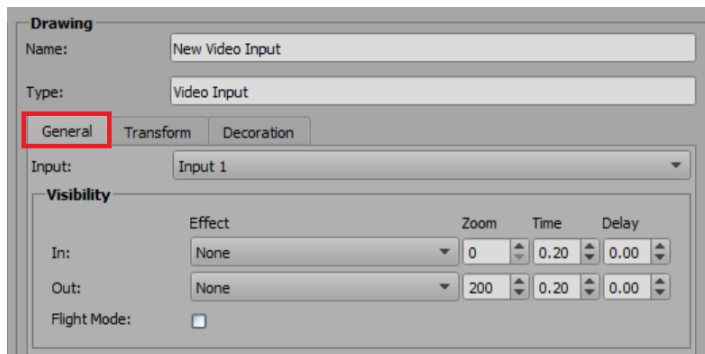 Drawing
Name: New Video Input
Type: Video Input
General Transform Decoration
Input: Input 1
Visibility
Effect Zoom Time Delay
In: None 0 0.20 0.00
Out: None 200 0.20 0.00
Flight Mode: